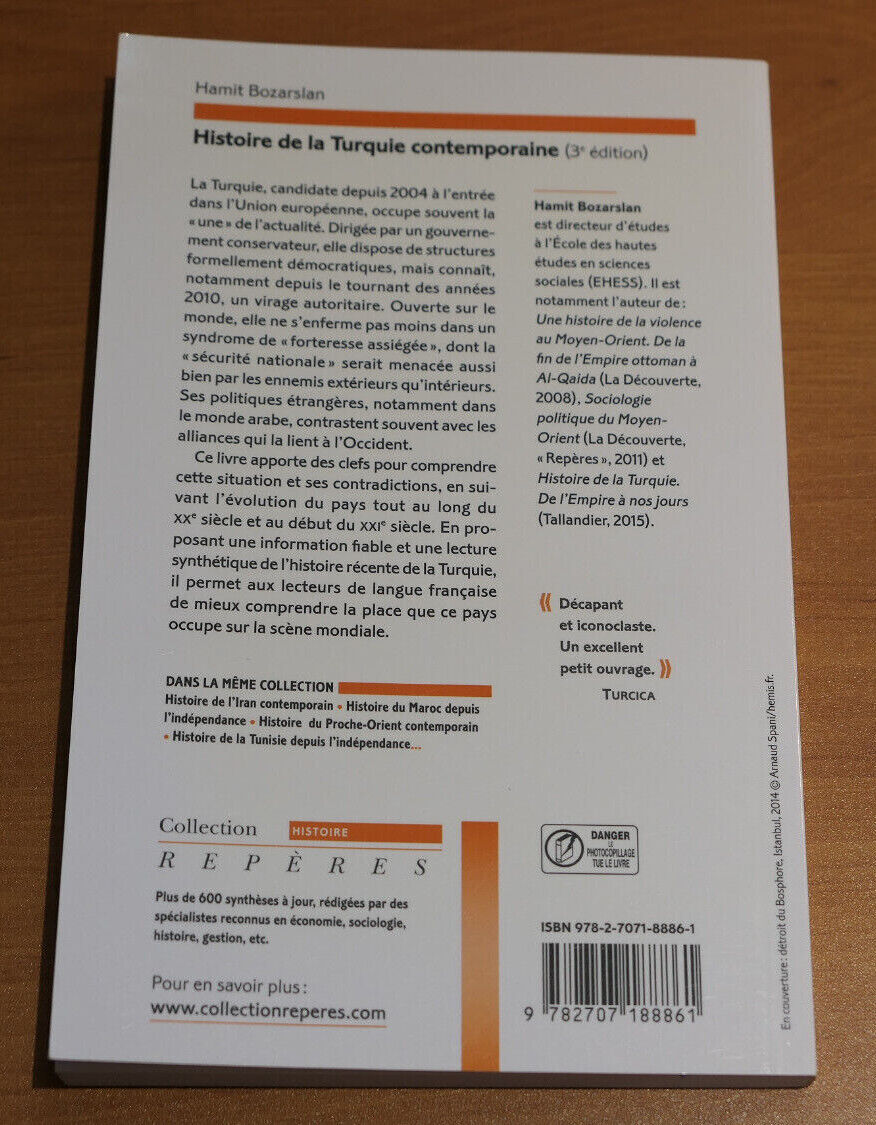 Hamit Bozarslan
Histoire de la Turquie contemporaine (3e édition)
La Turquie, candidate depuis 2004 à l'entrée
dans l'Union européenne, occupe souvent la
« une » de l'actualité. Dirigée par un gouverne-
ment conservateur, elle dispose de structures
formellement démocratiques, mais connaît,
notamment depuis le tournant des années
2010, un virage autoritaire. Ouverte sur le
monde, elle ne s'enferme pas moins dans un
syndrome de « forteresse assiégée », dont la
« sécurité nationale » serait menacée aussi
bien par les ennemis extérieurs qu'intérieurs.
Ses politiques étrangères, notamment dans
le monde arabe, contrastent souvent avec les
alliances qui la lient à l'Occident.
Ce livre apporte des clefs pour comprendre
cette situation et ses contradictions, en sui-
vant l'évolution du pays tout au long du
XXe siècle et au début du XXIe siècle. En pro-
posant une information fiable et une lecture
synthétique de l'histoire récente de la Turquie,
il permet aux lecteurs de langue française
de mieux comprendre la place que ce pays
occupe sur la scène mondiale.
DANS LA MÊME COLLECTION
Histoire de l'Iran contemporain • Histoire du Maroc depuis
l'indépendance • Histoire du Proche-Orient contemporain
• Histoire de la Tunisie depuis l'indépendance...
Hamit Bozarslan
est directeur d'études
à l'École des hautes
études en sciences
sociales (EHESS). Il est
notamment l'auteur de :
Une histoire de la violence
au Moyen-Orient. De la
fin de l'Empire ottoman à
Al-Qaida (La Découverte,
2008), Sociologie
politique du Moyen-
Orient (La Découverte,
« Repères », 2011) et
Histoire de la Turquie.
De l'Empire à nos jours
(Tallandier, 2015).
« Décapant
et iconoclaste.
Un excellent
petit ouvrage. »
TURCICA
Collection HISTOIRE
REPÈRES
Plus de 600 synthèses à jour, rédigées par des
spécialistes reconnus en économie, sociologie,
histoire, gestion, etc.
Pour en savoir plus :
www.collectionreperes.com
DANGER
LE
PHOTOCOPILLAGE
TUE LE LIVRE
ISBN 978-2-7071-8886-1
9 782707 188861
En couverture : détroit du Bosphore, Istanbul, 2014 © Arnaud Spani/hemis.fr.